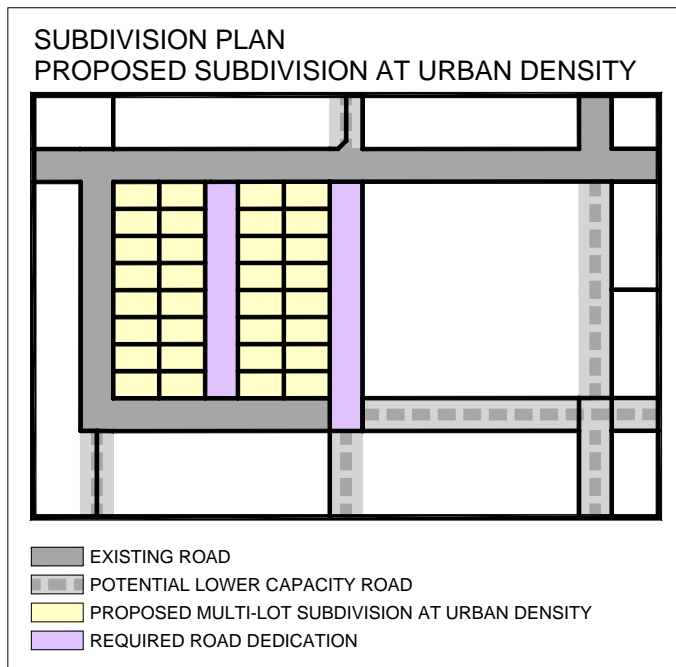 SUBDIVISION PLAN
PROPOSED SUBDIVISION AT URBAN DENSITY
EXISTING ROAD
POTENTIAL LOWER CAPACITY ROAD
PROPOSED MULTI-LOT SUBDIVISION AT URBAN DENSITY
REQUIRED ROAD DEDICATION